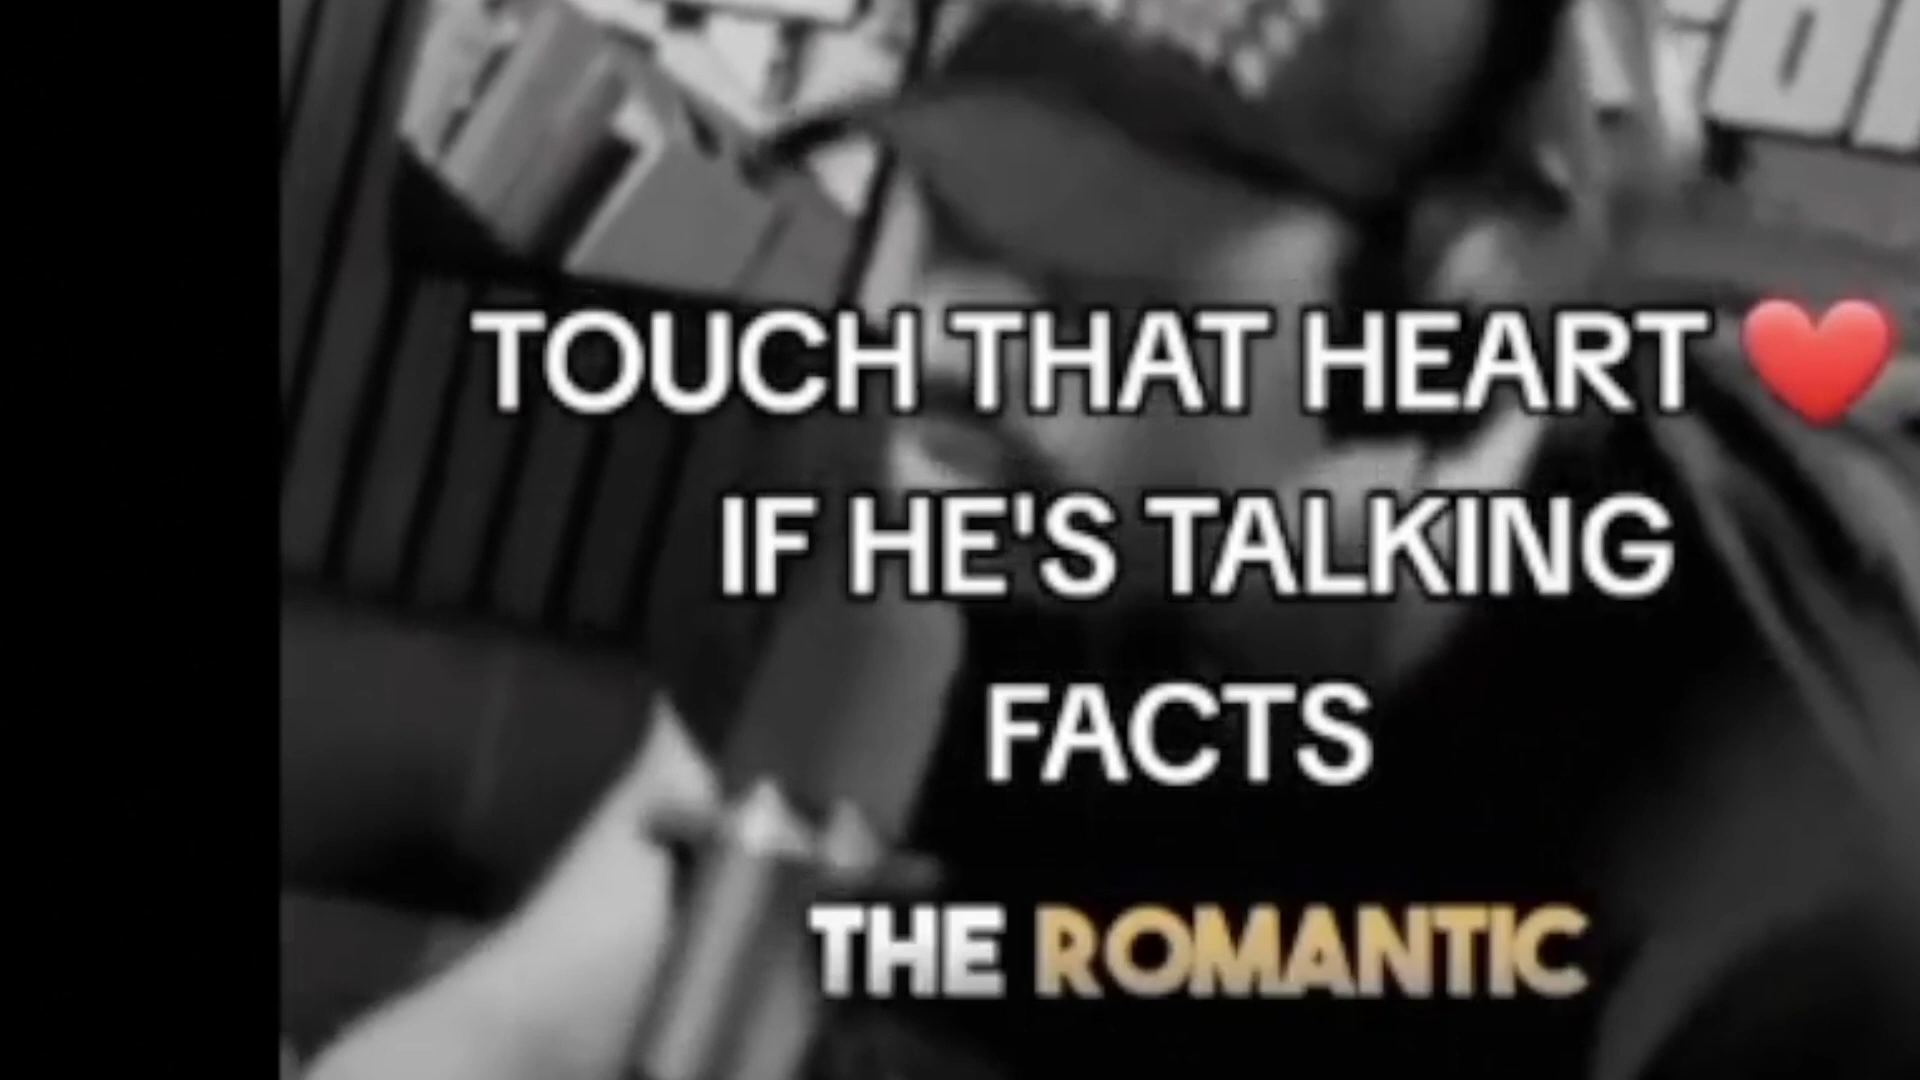 TOUCH THAT HEART ❤️
IF HE'S TALKING
FACTS
THE ROMANTIC